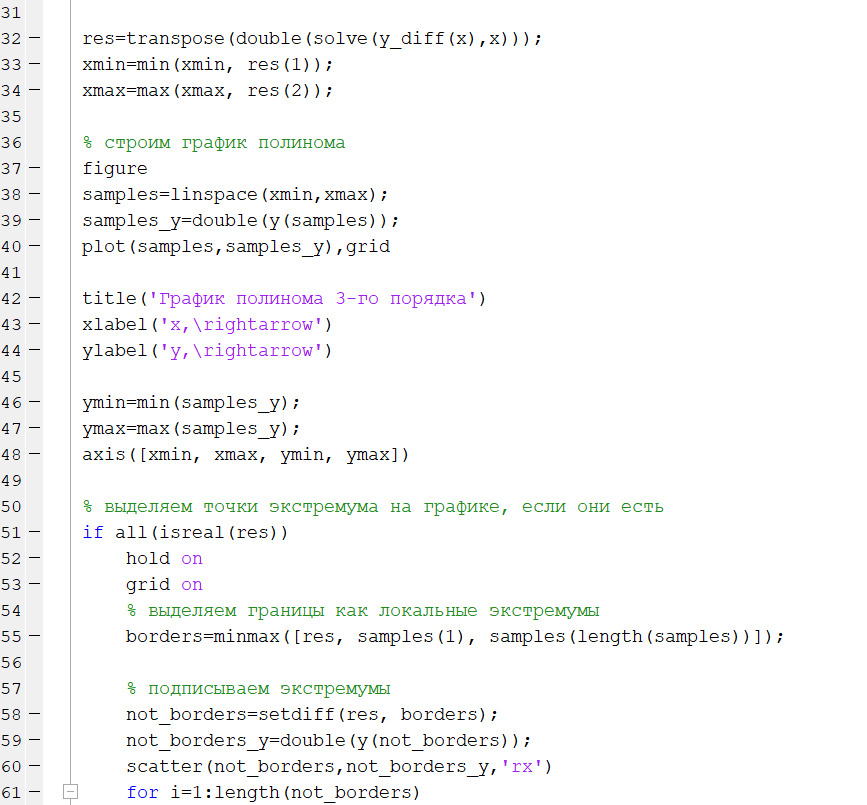 31
32 – res=transpose(double(solve(y_diff(x),x)));
33 – xmin=min(xmin, res(1));
34 – xmax=max(xmax, res(2));
35
36 % строим график полинома
37 – figure
38 – samples=linspace(xmin,xmax);
39 – samples_y=double(y(samples));
40 – plot(samples,samples_y),grid
41
42 – title('График полинома 3-го порядка')
43 – xlabel('x,\rightarrow')
44 – ylabel('y,\rightarrow')
45
46 – ymin=min(samples_y);
47 – ymax=max(samples_y);
48 – axis([xmin, xmax, ymin, ymax])
49
50 % выделяем точки экстремума на графике, если они есть
51 – if all(isreal(res))
52 – hold on
53 – grid on
54 % выделяем границы как локальные экстремумы
55 – borders=minmax([res, samples(1), samples(length(samples))]);
56
57 % подписываем экстремумы
58 – not_borders=setdiff(res, borders);
59 – not_borders_y=double(y(not_borders));
60 – scatter(not_borders,not_borders_y,'rx')
61 – for i=1:length(not_borders)